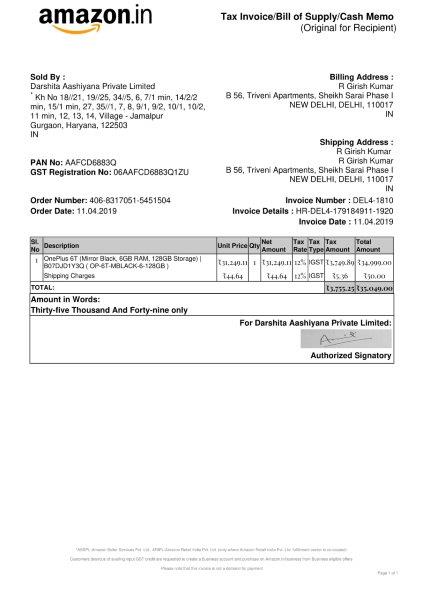 amazon.in
Tax Invoice/Bill of Supply/Cash Memo
(Original for Recipient)
Sold By :
Darshita Aashiyana Private Limited
* Kh No 18//21, 19//25, 34//5, 6, 7/1 min, 14/2/2
min, 15/1 min, 27, 35//1, 7, 8, 9/1, 9/2, 10/1, 10/2,
11 min, 12, 13, 14, Village - Jamalpur
Gurgaon, Haryana, 122503
IN
Billing Address :
R Girish Kumar
B 56, Triveni Apartments, Sheikh Sarai Phase I
NEW DELHI, DELHI, 110017
IN
Shipping Address :
R Girish Kumar
R Girish Kumar
B 56, Triveni Apartments, Sheikh Sarai Phase I
NEW DELHI, DELHI, 110017
IN
PAN No: AAFCD6883Q
GST Registration No: 06AAFCD6883Q1ZU
Order Number: 406-8317051-5451504
Order Date: 11.04.2019
Invoice Number : DEL4-1810
Invoice Details : HR-DEL4-179184911-1920
Invoice Date : 11.04.2019
Sl. No Description Unit Price Qty Net Amount Tax Rate Tax Type Tax Amount Total Amount
1 OnePlus 6T (Mirror Black, 6GB RAM, 128GB Storage) | ₹31,249.11 1 ₹31,249.11 12% IGST ₹3,749.89 ₹34,999.00
B07DJD1Y3Q ( OP-6T-MBLACK-6-128GB )
Shipping Charges ₹44.64 ₹44.64 12% IGST ₹5.36 ₹50.00
TOTAL: ₹3,755.25 ₹35,049.00
Amount in Words:
Thirty-five Thousand And Forty-nine only
For Darshita Aashiyana Private Limited:
Authorized Signatory
*ASSPL-Amazon Seller Services Pvt. Ltd., ARIPL-Amazon Retail India Pvt. Ltd. (only where Amazon Retail India Pvt. Ltd. fulfillment center is co-located)
Customers desirous of availing input GST credit are requested to create a Business account and purchase on Amazon.in/business from Business eligible offers
Please note that this invoice is not a demand for payment
Page 1 of 1